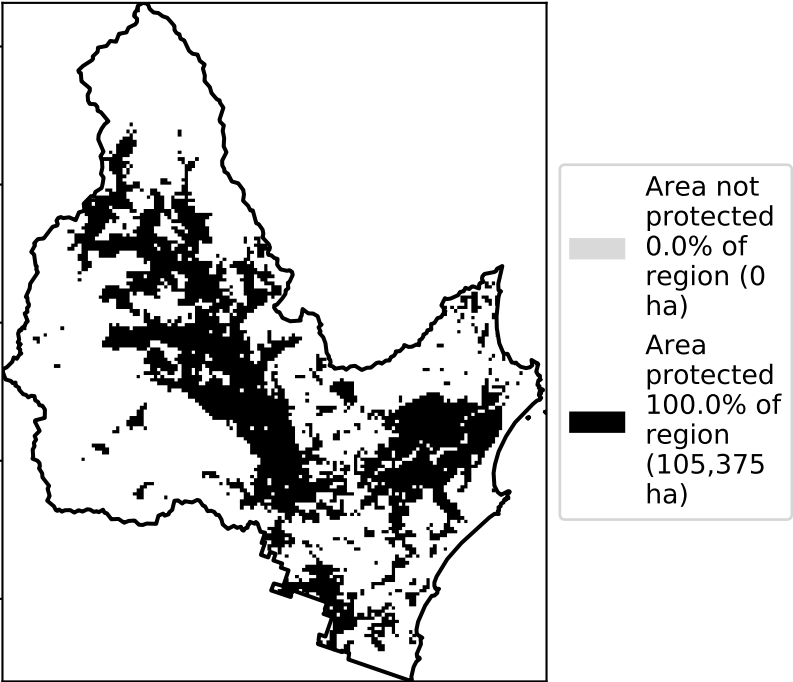 Area not
protected
0.0% of
region (0
ha)
Area
protected
100.0% of
region
(105,375
ha)